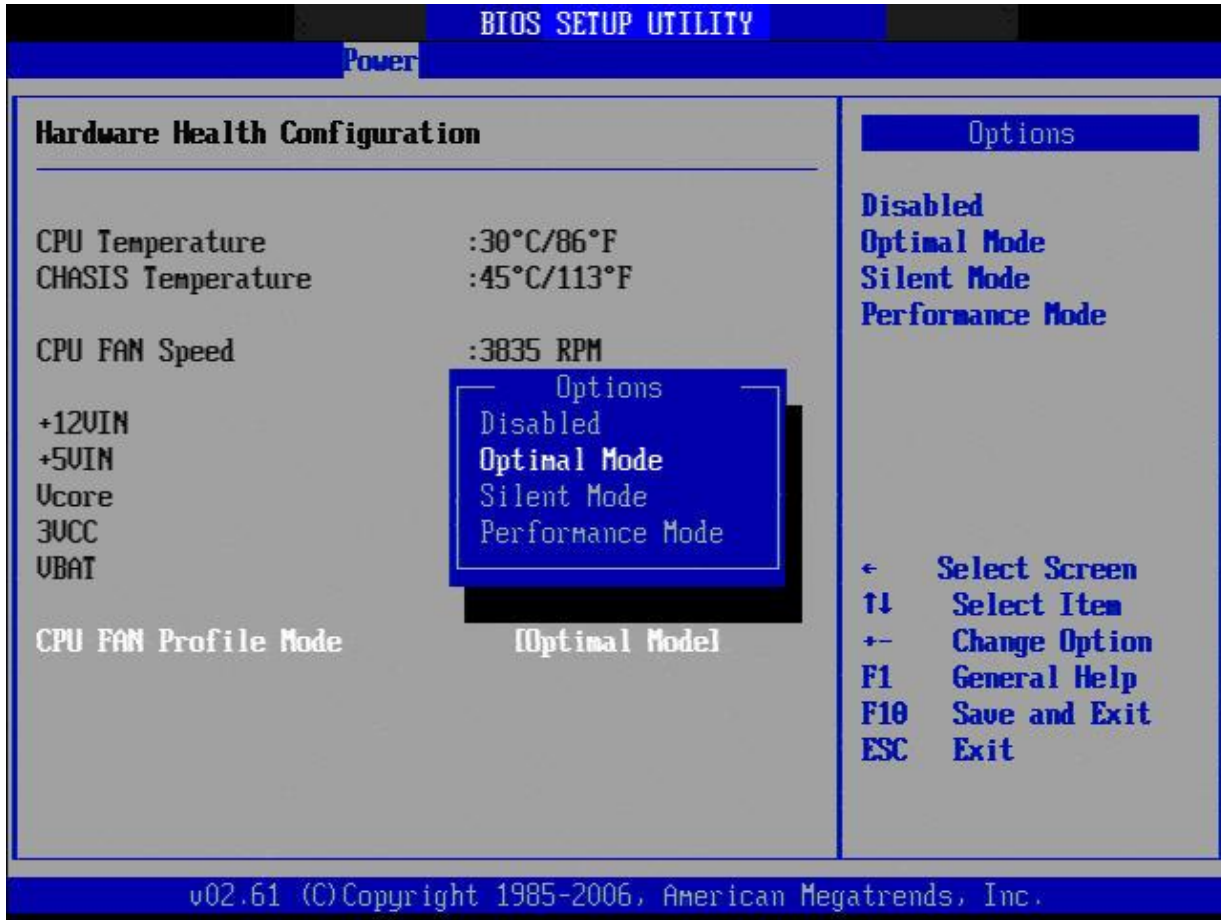 BIOS SETUP UTILITY
Power
Hardware Health Configuration
CPU Temperature :30°C/86°F
CHASIS Temperature :45°C/113°F
CPU FAN Speed :3835 RPM
+12VIN
+5VIN
Vcore
3VCC
VBAT
CPU FAN Profile Mode [Optimal Mode]
Options
Disabled
Optimal Mode
Silent Mode
Performance Mode
Options
Disabled
Optimal Mode
Silent Mode
Performance Mode
← Select Screen
↑↓ Select Item
+- Change Option
F1 General Help
F10 Save and Exit
ESC Exit
v02.61 (C)Copyright 1985-2006, American Megatrends, Inc.